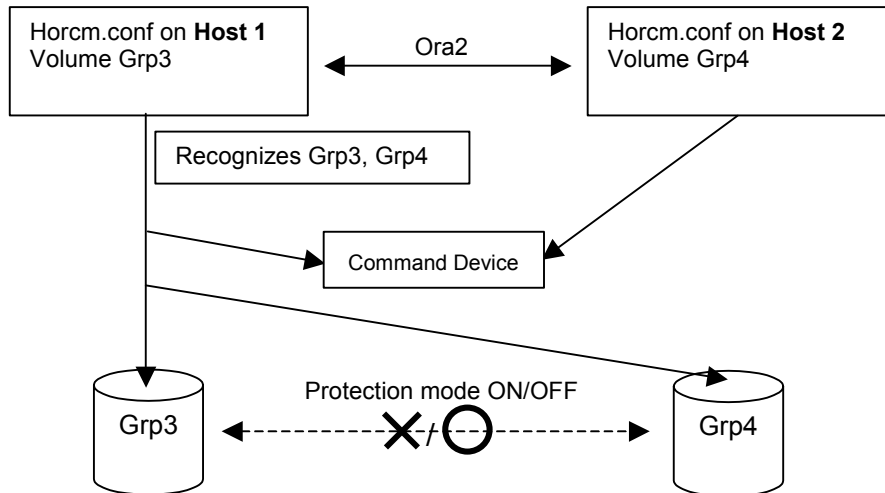 Horcm.conf on Host 1
Volume Grp3
Ora2
Horcm.conf on Host 2
Volume Grp4
Recognizes Grp3, Grp4
Command Device
Protection mode ON/OFF
Grp3
/
Grp4